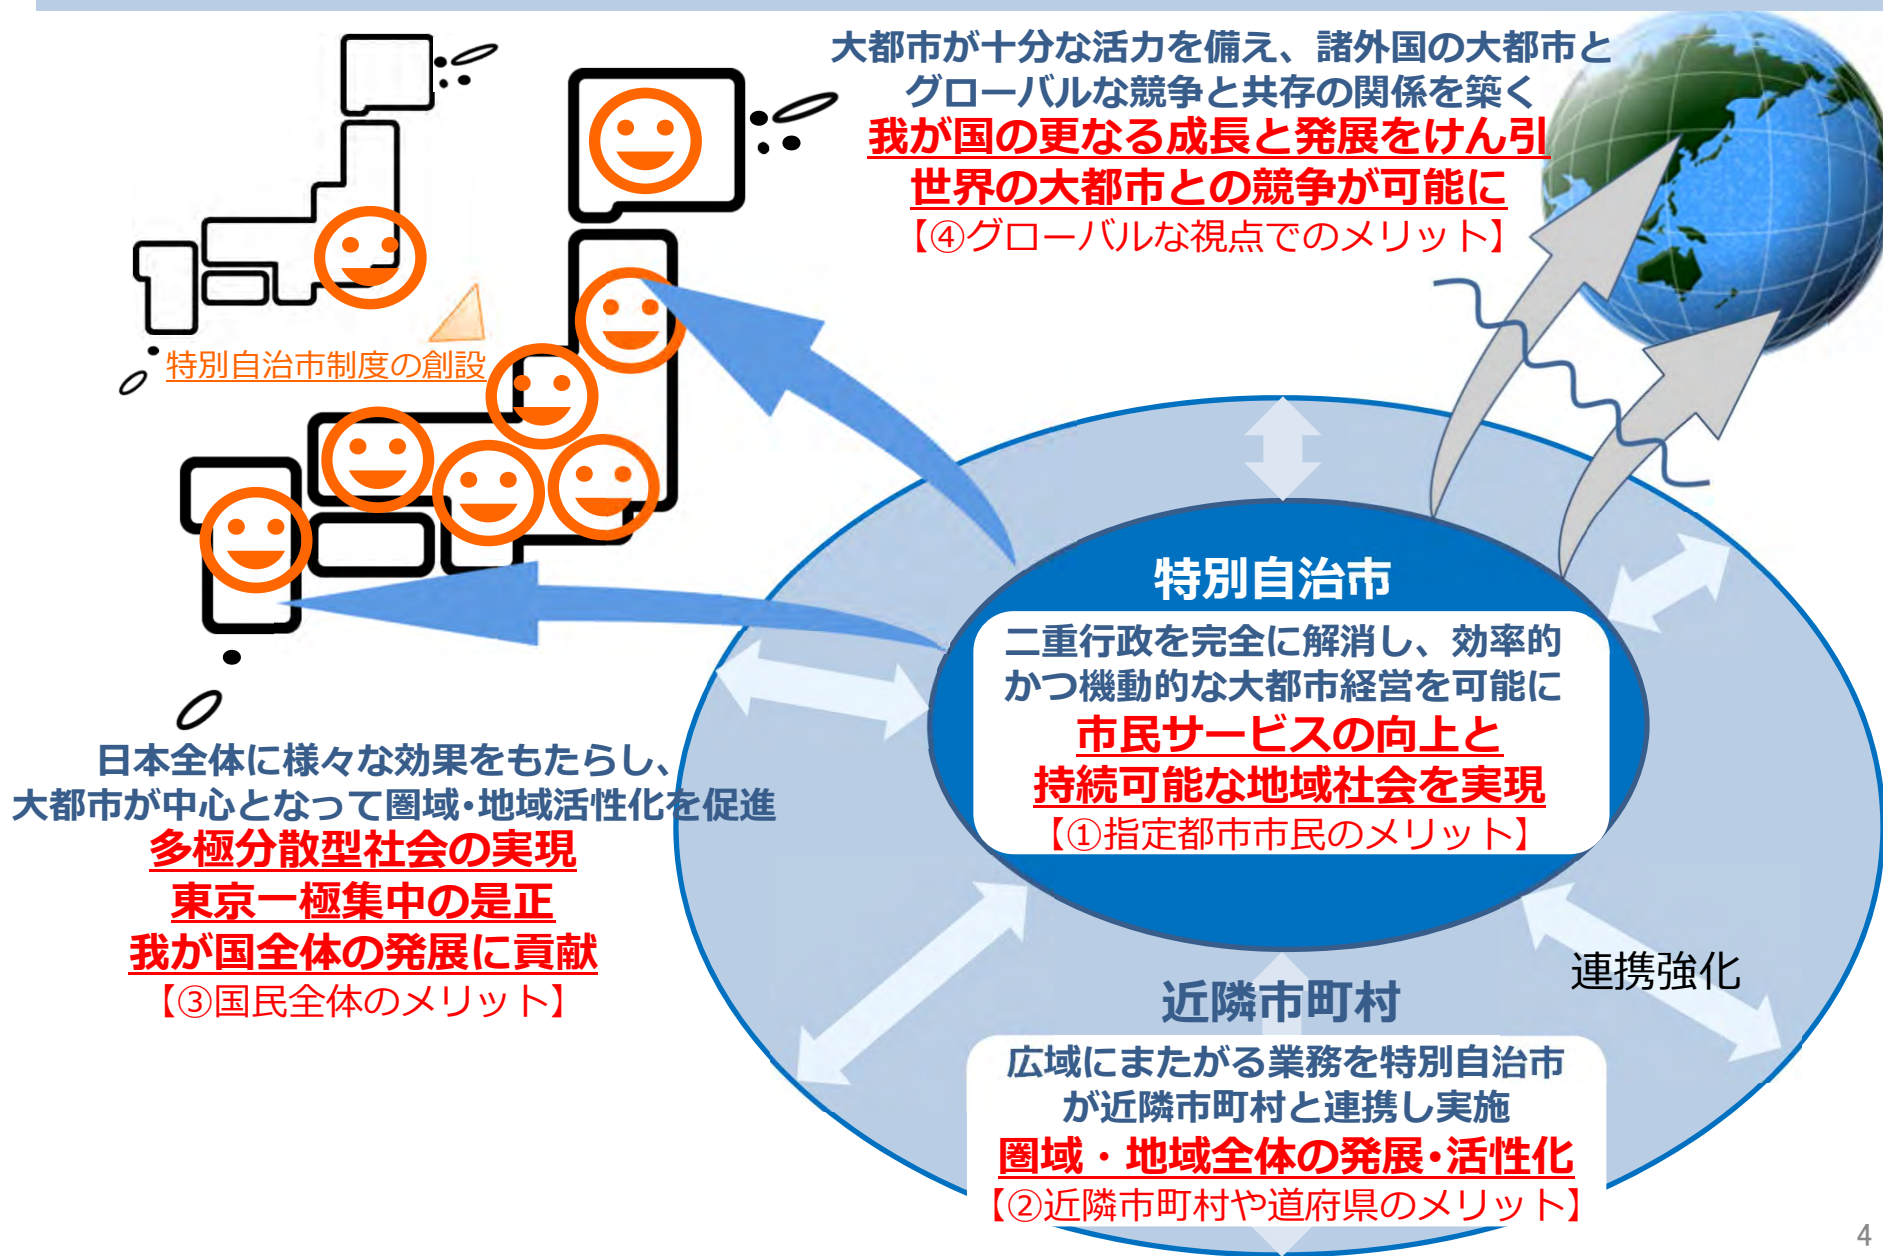 大都市が十分な活力を備え、諸外国の大都市と
グローバルな競争と共存の関係を築く
我が国の更なる成長と発展をけん引
世界の大都市との競争が可能に
【④グローバルな視点でのメリット】
特別自治市制度の創設
特別自治市
二重行政を完全に解消し、効率的
かつ機動的な大都市経営を可能に
市民サービスの向上と
持続可能な地域社会を実現
【①指定都市市民のメリット】
日本全体に様々な効果をもたらし、
大都市が中心となって圏域・地域活性化を促進
多極分散型社会の実現
東京一極集中の是正
我が国全体の発展に貢献
【③国民全体のメリット】
連携強化
近隣市町村
広域にまたがる業務を特別自治市
が近隣市町村と連携し実施
圏域・地域全体の発展・活性化
【②近隣市町村や道府県のメリット】
4